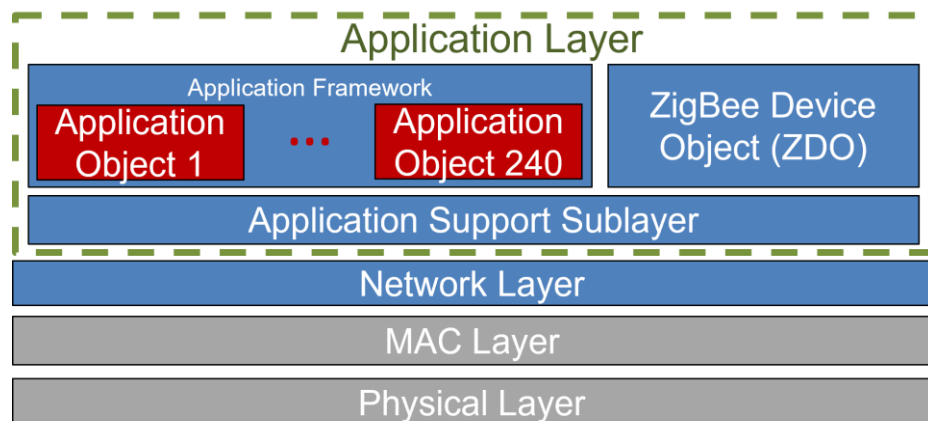 Application Layer
Application Framework
Application
Object 1
...
Application
Object 240
ZigBee Device
Object (ZDO)
Application Support Sublayer
Network Layer
MAC Layer
Physical Layer